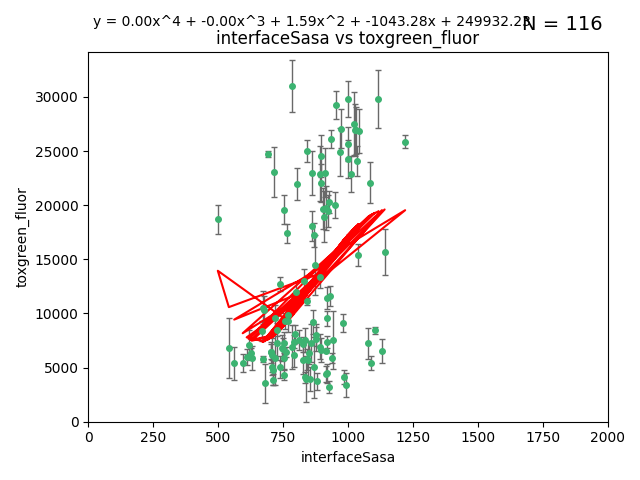 y = 0.00x^4 + -0.00x^3 + 1.59x^2 + -1043.28x + 249932.23
N = 116
interfaceSasa vs toxgreen_fluor
30000
25000
20000
15000
10000
5000
0
toxgreen_fluor
0 250 500 750 1000 1250 1500 1750 2000
interfaceSasa